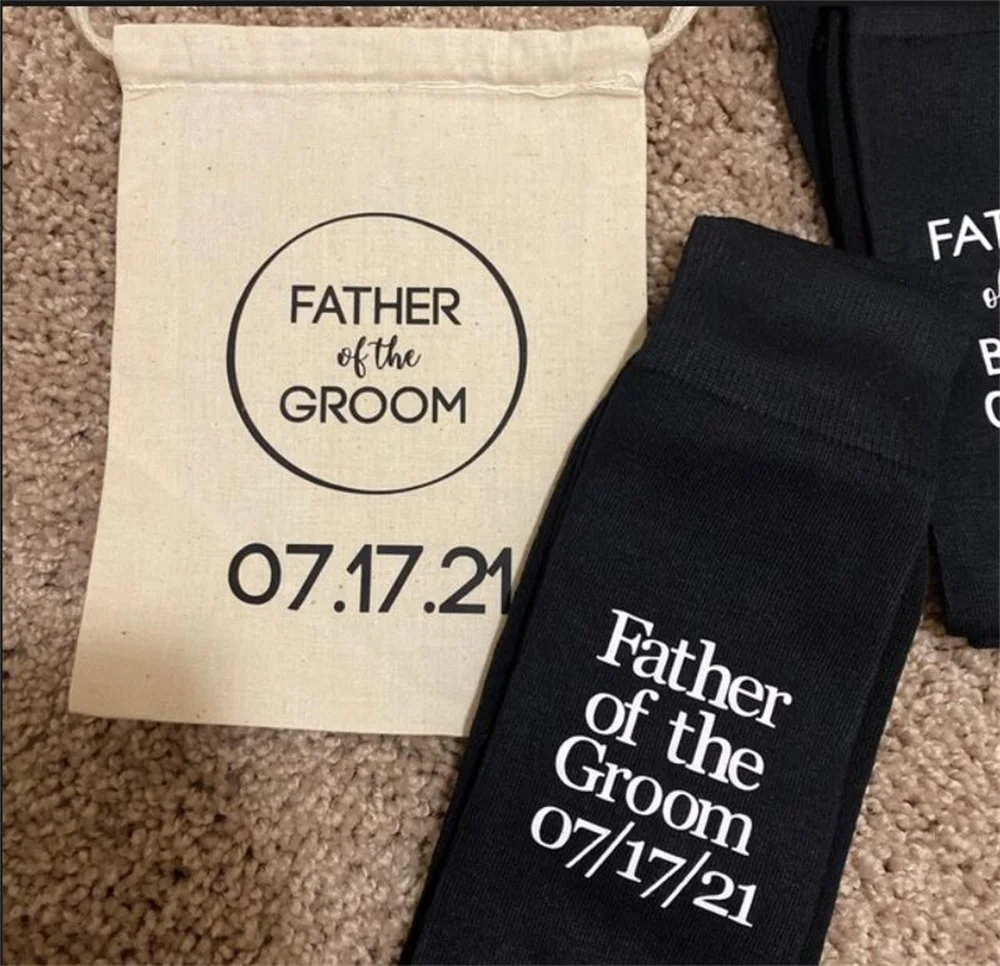 FATHER
of the
GROOM
07.17.21
Father
of the
Groom
07/17/21